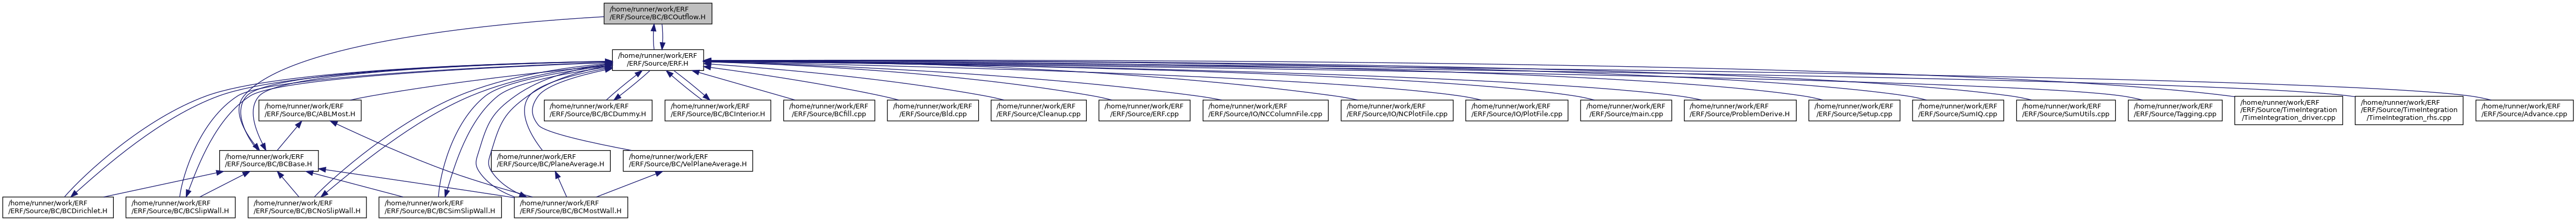 /home/runner/work/ERF
/ERF/Source/BC/BCOutflow.H
/home/runner/work/ERF
/ERF/Source/ERF.H
/home/runner/work/ERF
/ERF/Source/BC/ABLMost.H
/home/runner/work/ERF
/ERF/Source/BC/BCDummy.H
/home/runner/work/ERF
/ERF/Source/BC/BCInterior.H
/home/runner/work/ERF
/ERF/Source/BCfill.cpp
/home/runner/work/ERF
/ERF/Source/Bld.cpp
/home/runner/work/ERF
/ERF/Source/Cleanup.cpp
/home/runner/work/ERF
/ERF/Source/ERF.cpp
/home/runner/work/ERF
/ERF/Source/IO/NCColumnFile.cpp
/home/runner/work/ERF
/ERF/Source/IO/NCPlotFile.cpp
/home/runner/work/ERF
/ERF/Source/IO/PlotFile.cpp
/home/runner/work/ERF
/ERF/Source/main.cpp
/home/runner/work/ERF
/ERF/Source/ProblemDerive.H
/home/runner/work/ERF
/ERF/Source/Setup.cpp
/home/runner/work/ERF
/ERF/Source/SumIQ.cpp
/home/runner/work/ERF
/ERF/Source/SumUtils.cpp
/home/runner/work/ERF
/ERF/Source/Tagging.cpp
/home/runner/work/ERF
/ERF/Source/TimeIntegration
/TimeIntegration_driver.cpp
/home/runner/work/ERF
/ERF/Source/TimeIntegration
/TimeIntegration_rhs.cpp
/home/runner/work/ERF
/ERF/Source/Advance.cpp
/home/runner/work/ERF
/ERF/Source/BC/BCBase.H
/home/runner/work/ERF
/ERF/Source/BC/PlaneAverage.H
/home/runner/work/ERF
/ERF/Source/BC/VelPlaneAverage.H
/home/runner/work/ERF
/ERF/Source/BC/BCDirichlet.H
/home/runner/work/ERF
/ERF/Source/BC/BCSlipWall.H
/home/runner/work/ERF
/ERF/Source/BC/BCNoSlipWall.H
/home/runner/work/ERF
/ERF/Source/BC/BCSimSlipWall.H
/home/runner/work/ERF
/ERF/Source/BC/BCMostWall.H